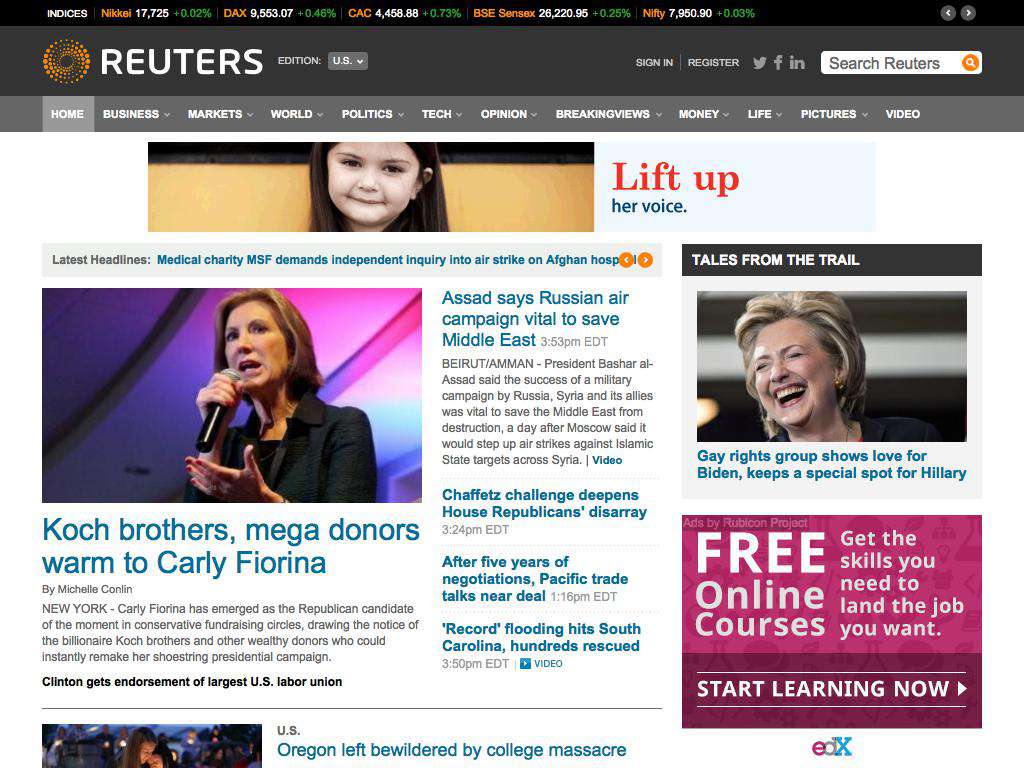 INDICES Nikkei 17,725 +0.02% DAX 9,553.07 +0.46% CAC 4,458.88 +0.73% BSE Sensex 26,220.95 +0.25% Nifty 7,950.90 +0.03%
REUTERS EDITION: U.S. SIGN IN REGISTER Search Reuters
HOME BUSINESS MARKETS WORLD POLITICS TECH OPINION BREAKINGVIEWS MONEY LIFE PICTURES VIDEO
Lift up
her voice.
Latest Headlines: Medical charity MSF demands independent inquiry into air strike on Afghan
Koch brothers, mega donors
warm to Carly Fiorina
By Michelle Conlin
NEW YORK - Carly Fiorina has emerged as the Republican candidate
of the moment in conservative fundraising circles, drawing the notice of
the billionaire Koch brothers and other wealthy donors who could
instantly remake her shoestring presidential campaign.
Clinton gets endorsement of largest U.S. labor union
Assad says Russian air
campaign vital to save
Middle East 3:53pm EDT
BEIRUT/AMMAN - President Bashar al-
Assad said the success of a military
campaign by Russia, Syria and its allies
was vital to save the Middle East from
destruction, a day after Moscow said it
would step up air strikes against Islamic
State targets across Syria. | Video
Chaffetz challenge deepens
House Republicans' disarray
3:24pm EDT
After five years of
negotiations, Pacific trade
talks near deal 1:16pm EDT
'Record' flooding hits South
Carolina, hundreds rescued
3:50pm EDT | VIDEO
U.S.
Oregon left bewildered by college massacre
TALES FROM THE TRAIL
Gay rights group shows love for
Biden, keeps a special spot for Hillary
Ads by Rubicon Project
FREE
Online
Courses
Get the
skills you
need to
land the job
you want.
START LEARNING NOW
edX